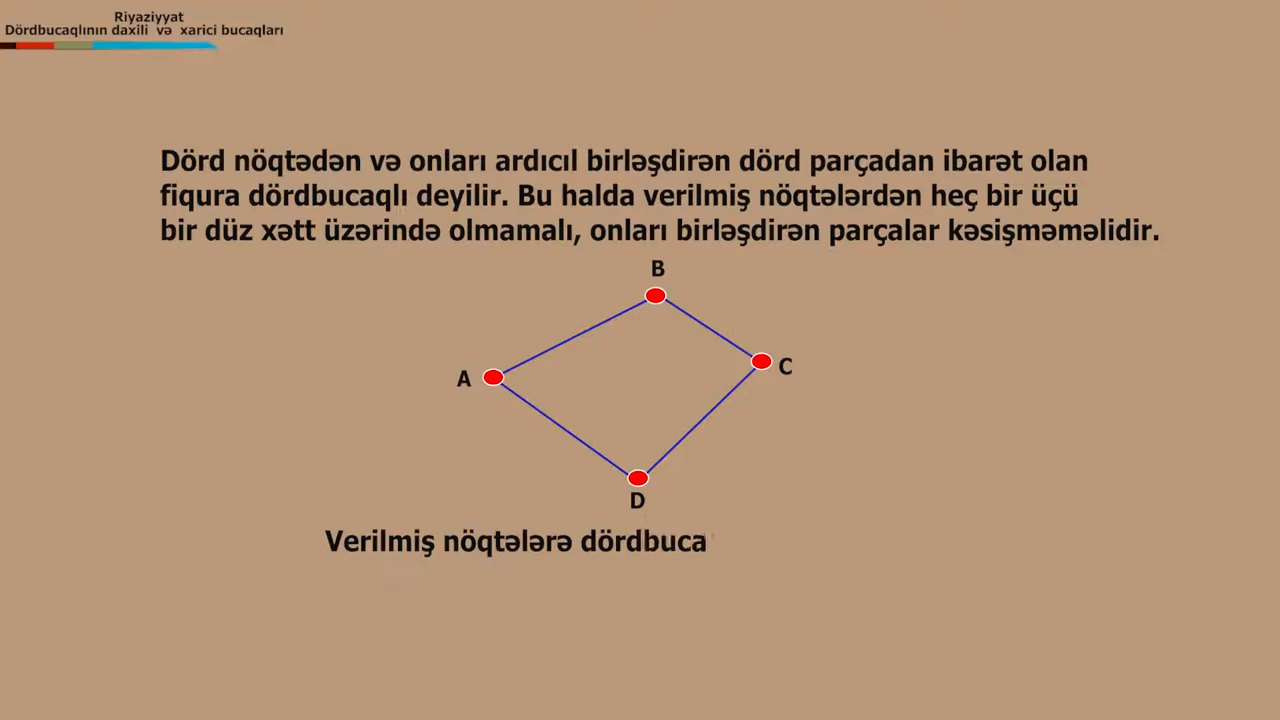 Riyaziyyat
Dördbucaqlının daxili və xarici bucaqları
Dörd nöqtədən və onları ardıcıl birləşdirən dörd parçadan ibarət olan
fiqura dördbucaqlı deyilir. Bu halda verilmiş nöqtələrdən heç bir üçü
bir düz xətt üzərində olmamalı, onları birləşdirən parçalar kəsişməməlidir.
B
A
C
D
Verilmiş nöqtələrə dördbuca